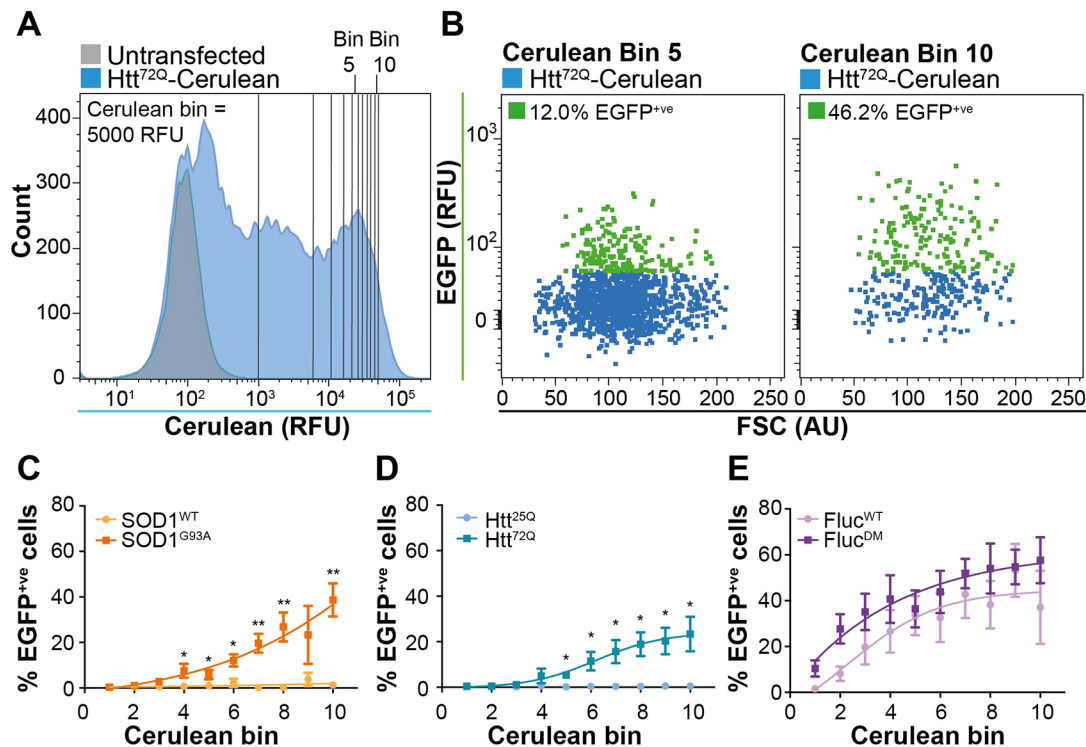 A
Untransfected
Htt72Q-Cerulean
Bin 5
Bin 10
Cerulean bin =
5000 RFU
Count
400
300
200
100
0
10¹ 10² 10³ 10⁴ 10⁵
Cerulean (RFU)
B
Cerulean Bin 5
Htt72Q-Cerulean
12.0% EGFP+ve
Cerulean Bin 10
Htt72Q-Cerulean
46.2% EGFP+ve
EGFP (RFU)
10³
10²
0
0 50 100 150 200 250
0 50 100 150 200 250
FSC (AU)
C
SOD1WT
SOD1G93A
% EGFP+ve cells
80
60
40
20
0
* * * ** ** **
0 2 4 6 8 10
Cerulean bin
D
Htt25Q
Htt72Q
% EGFP+ve cells
80
60
40
20
0
* * * * * *
0 2 4 6 8 10
Cerulean bin
E
FlucWT
FlucDM
% EGFP+ve cells
80
60
40
20
0
0 2 4 6 8 10
Cerulean bin